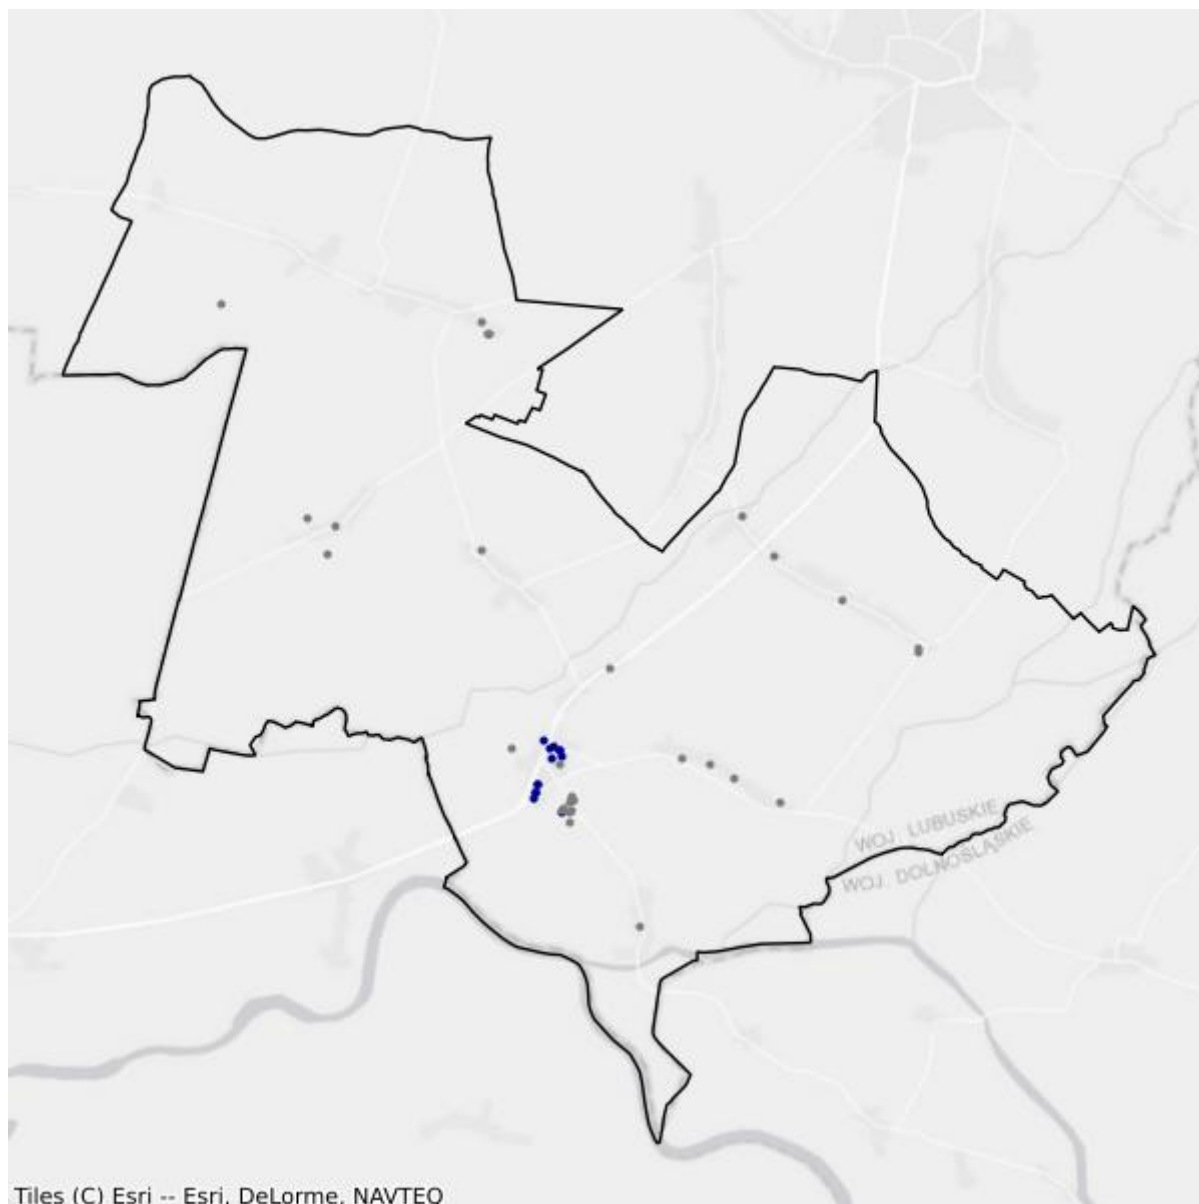 WOJ. LUBUSKIE
WOJ. DOLNOŚLĄSKIE
Tiles (C) Esri -- Esri, DeLorme, NAVTEQ